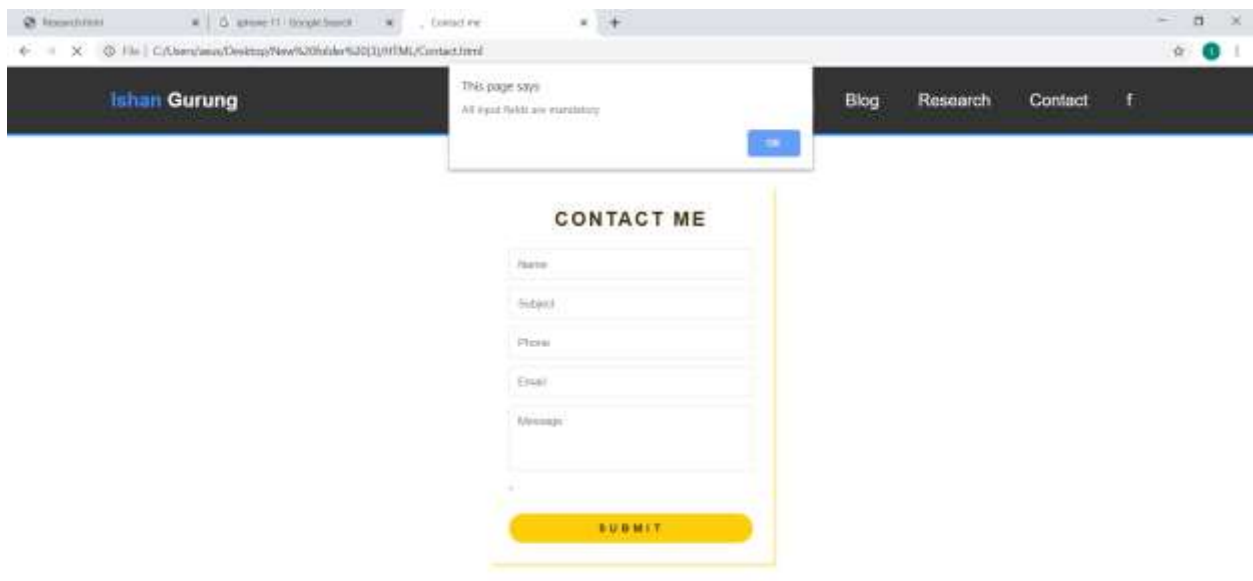 Research.html
iphone 11 - Google Search
Contact me
File | C:/Users/asus/Desktop/New%20folder%20(3)/HTML/Contact.html
This page says
All input fields are mandatory
OK
Ishan Gurung
Blog Research Contact f
CONTACT ME
Name
Subject
Phone
Email
Message
SUBMIT